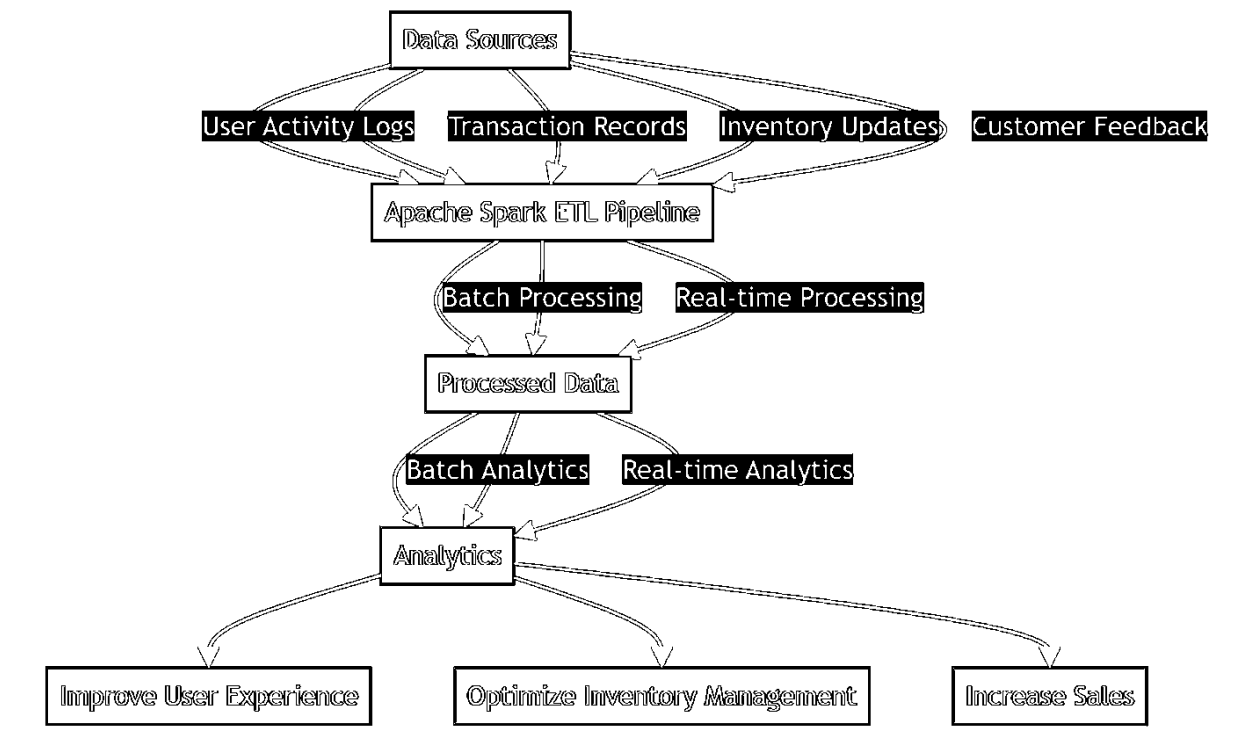 Data Sources
User Activity Logs
Transaction Records
Inventory Updates
Customer Feedback
Apache Spark ETL Pipeline
Batch Processing
Real-time Processing
Processed Data
Batch Analytics
Real-time Analytics
Analytics
Improve User Experience
Optimize Inventory Management
Increase Sales